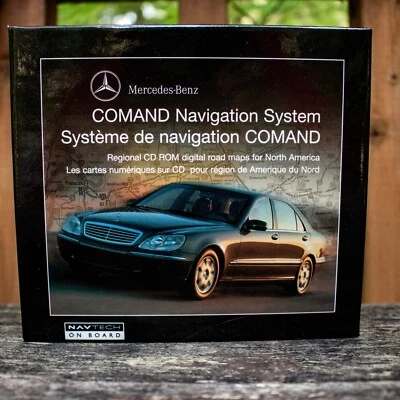 Mercedes-Benz
COMAND Navigation System
Système de navigation COMAND
Regional CD ROM digital road maps for North America
Les cartes numériques sur CD pour région de Amerique du Nord
NAVTECH
ON BOARD